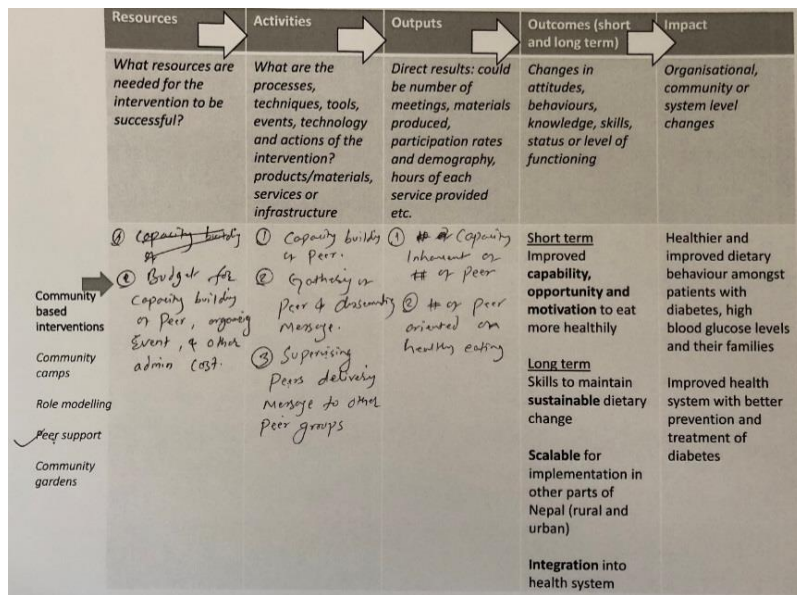 Resources
Activities
Outputs
Outcomes (short
and long term)
Impact
What resources are
needed for the
intervention to be
successful?
What are the
processes,
techniques, tools,
events, technology
and actions of the
intervention?
products/materials,
services or
infrastructure
Direct results: could
be number of
meetings, materials
produced,
participation rates
and demography,
hours of each
service provided
etc.
Changes in
attitudes,
behaviours,
knowledge, skills,
status or level of
functioning
Organisational,
community or
system level
changes
Community
based
interventions
Community
camps
Role modelling
Peer support
Community
gardens
Capacity building
Budget for
Capacity building
of Peer, organizing
Event, & other
admin cost.
① Capacity building
of Peer.
② Gathering of
Peer &
Message.
③ Supervising
Peers delivery
Message to other
Peer groups
① # Capacity
of
# of Peer
② # of Peer
oriented on
healthy eating
Short term
Improved
capability,
opportunity and
motivation to eat
more healthily
Long term
Skills to maintain
sustainable dietary
change
Scalable for
implementation in
other parts of
Nepal (rural and
urban)
Integration into
health system
Healthier and
improved dietary
behaviour amongst
patients with
diabetes, high
blood glucose levels
and their families
Improved health
system with better
prevention and
treatment of
diabetes